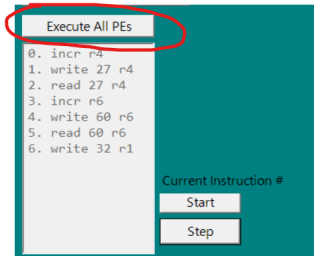 Execute All PEs
0. incr r4
1. write 27 r4
2. read 27 r4
3. incr r6
4. write 60 r6
5. read 60 r6
6. write 32 r1
Current Instruction #
Start
Step